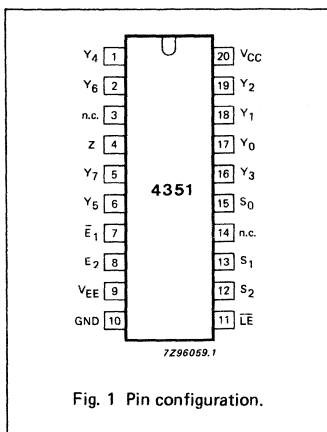 Y4 1 20 VCC
Y6 2 19 Y2
n.c. 3 18 Y1
Z 4 17 Y0
Y7 5 4351 16 Y3
Y5 6 15 S0
E̅1 7 14 n.c.
E2 8 13 S1
VEE 9 12 S2
GND 10 11 L̅E̅
7Z96059.1
Fig. 1 Pin configuration.